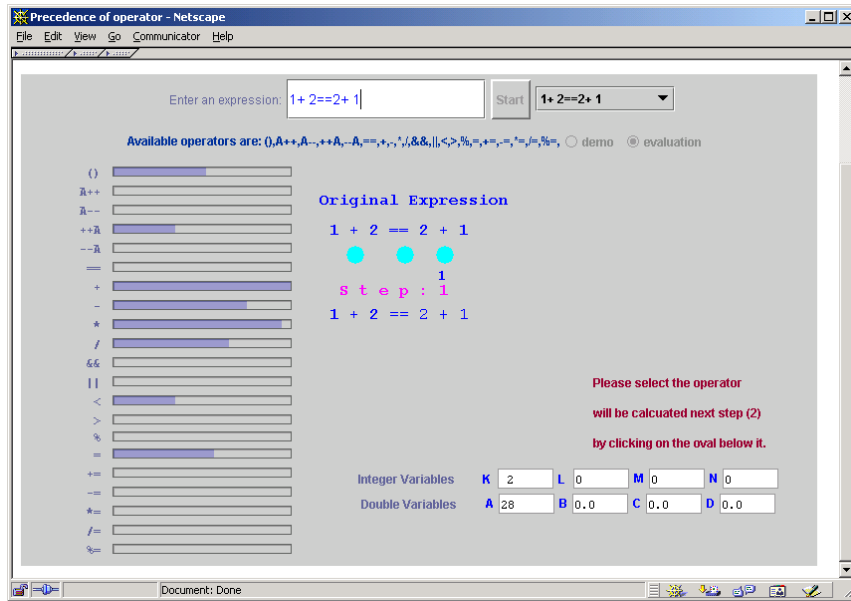 Precedence of operator - Netscape
File Edit View Go Communicator Help
Enter an expression: 1+ 2==2+ 1 Start 1+ 2==2+ 1
Available operators are: (),A++,A--,++A,--A,==,+,-,*,/,&&,||,<,>,%,=,+=,-=,*=,/=,%=, demo evaluation
()
A++
A--
++A
--A
==
+
-
*
/
&&
||
<
>
%
=
+=
-=
*=
/=
%=
Original Expression
1 + 2 == 2 + 1
1
Step:1
1 + 2 == 2 + 1
Please select the operator
will be calcuated next step (2)
by clicking on the oval below it.
Integer Variables K 2 L 0 M 0 N 0
Double Variables A 28 B 0.0 C 0.0 D 0.0
Document: Done